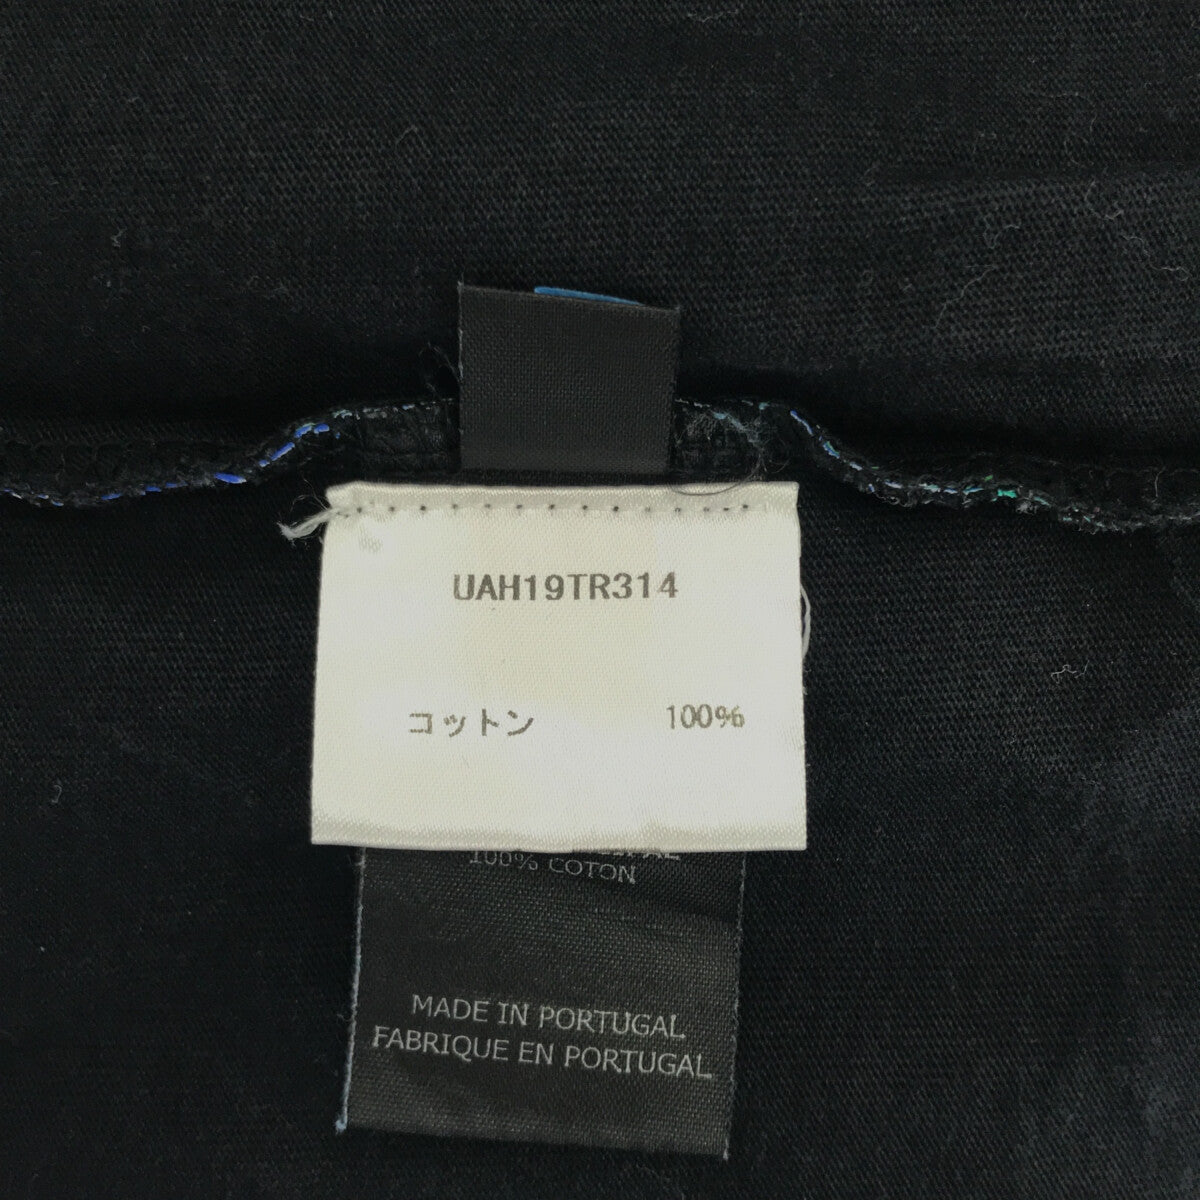 UAH19TR314
コットン 100%
100% COTON
MADE IN PORTUGAL
FABRIQUE EN PORTUGAL